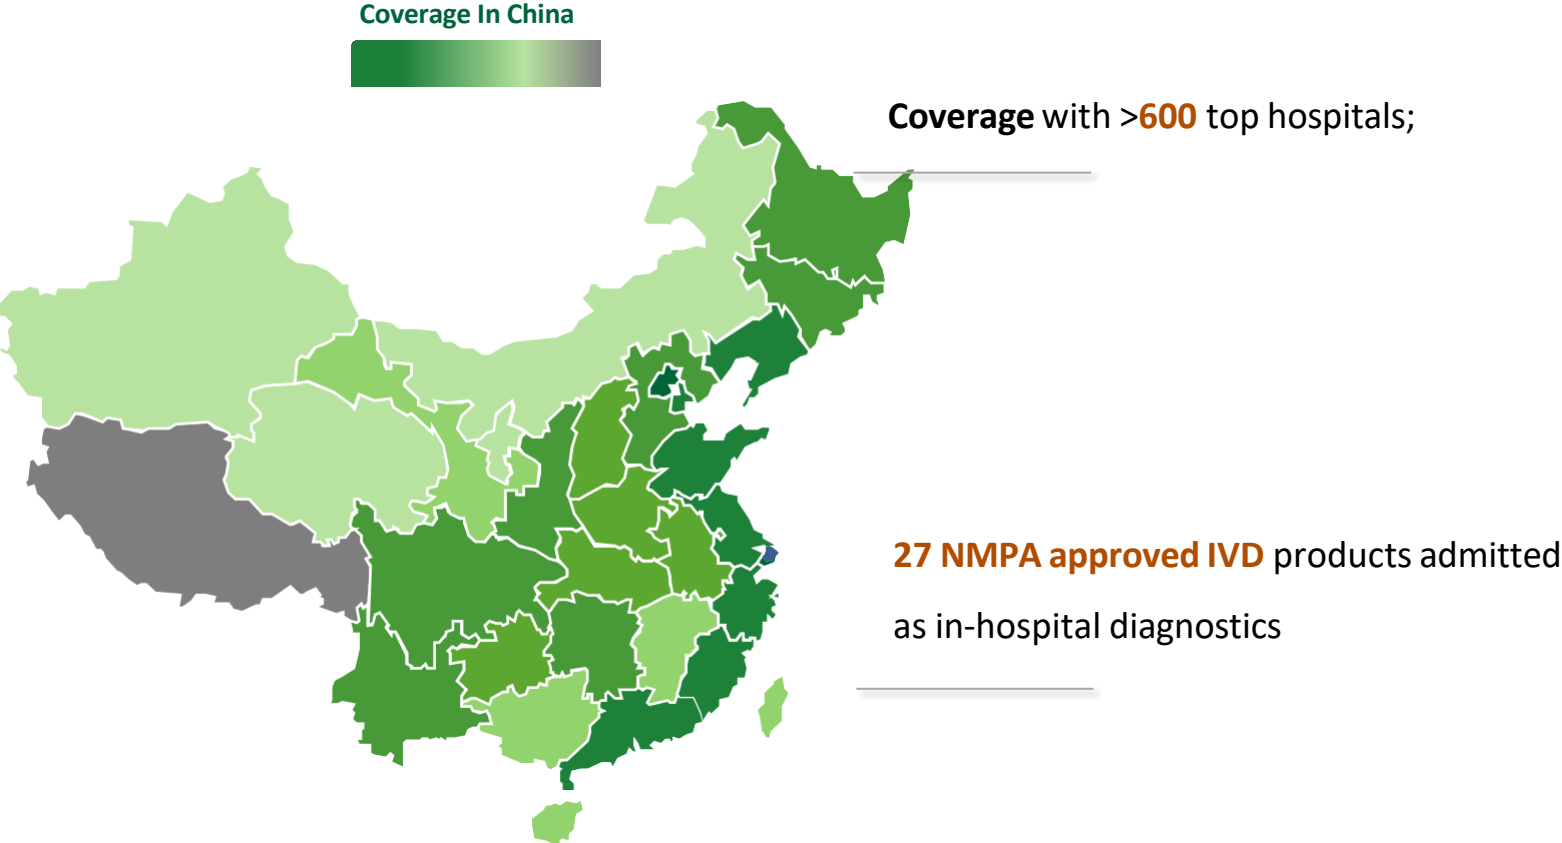 Coverage In China
Coverage with >600 top hospitals;
27 NMPA approved IVD products admitted
as in-hospital diagnostics